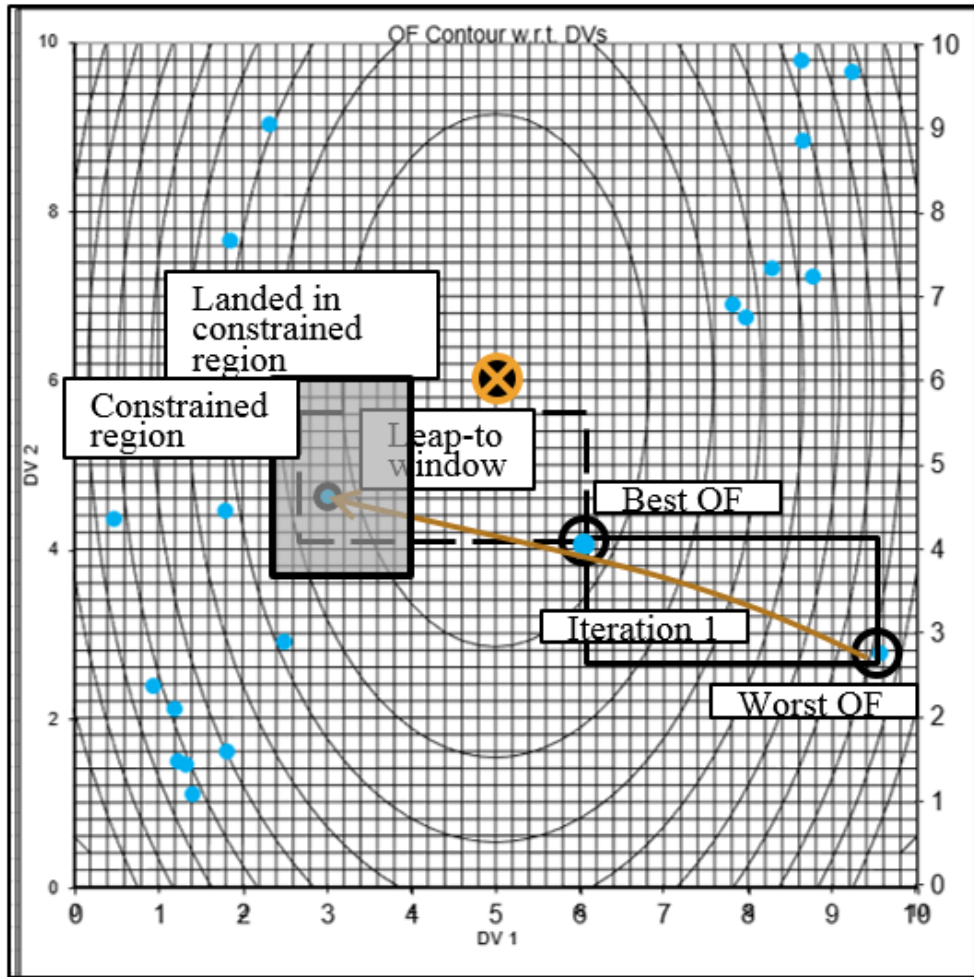 OF Contour w.r.t. DVs
10
10
9
8
8
7
Landed in
constrained
region
6
6
Constrained
region
Leap-to
window
5
DV 2
Best OF
4
4
3
Iteration 1
Worst OF
2
2
1
0
0
0 1 2 3 4 5 6 7 8 9 10
DV 1